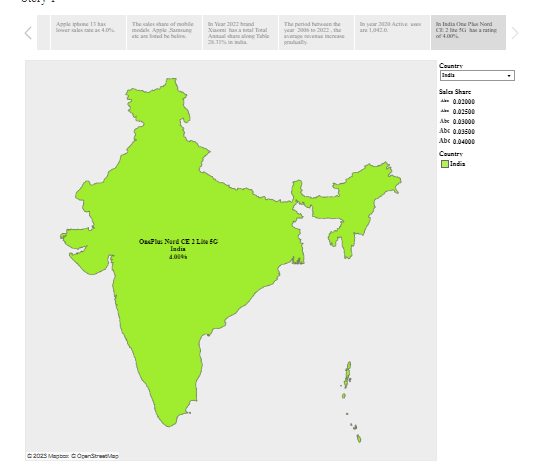 Story 1
Apple iphone 13 has
lower sales rate as 4.0%.
The sales share of mobile
models Apple ,Samsung
etc are listed be below.
In Year 2022 brand
Xiaomi has a total Total
Annual share along Table
28.33% in india.
The period between the
year 2006 to 2022 , the
average revenue increase
gradually.
In year 2020 Active uses
are 1,042.0.
In India One Plus Nord
CE 2 lite 5G has a rating
of 4.00%.
Country
India
Sales Share
Abc 0.02000
Abc 0.02500
Abc 0.03000
Abc 0.03500
Abc 0.04000
Country
India
OnePlus Nord CE 2 Lite 5G
India
4.00%
© 2023 Mapbox © OpenStreetMap